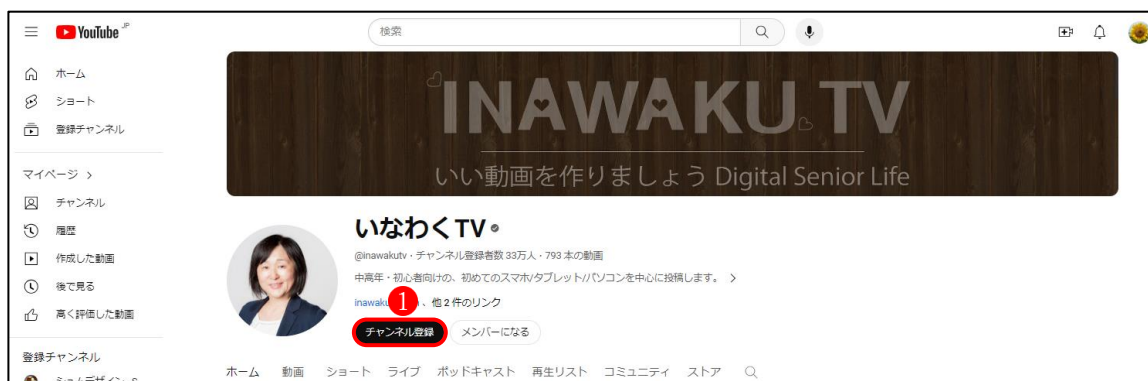 YouTube JP
検索
ホーム
ショート
登録チャンネル
マイページ
チャンネル
履歴
作成した動画
後で見る
高く評価した動画
登録チャンネル
INAWAKU TV
いい動画を作りましょう Digital Senior Life
いなわくTV
@inawakutv・チャンネル登録者数 33万人・793 本の動画
中高年・初心者向けの、初めてのスマホ/タブレット/パソコンを中心に投稿します。
1
、他 2 件のリンク
チャンネル登録 メンバーになる
ホーム 動画 ショート ライブ ポッドキャスト 再生リスト コミュニティ ストア